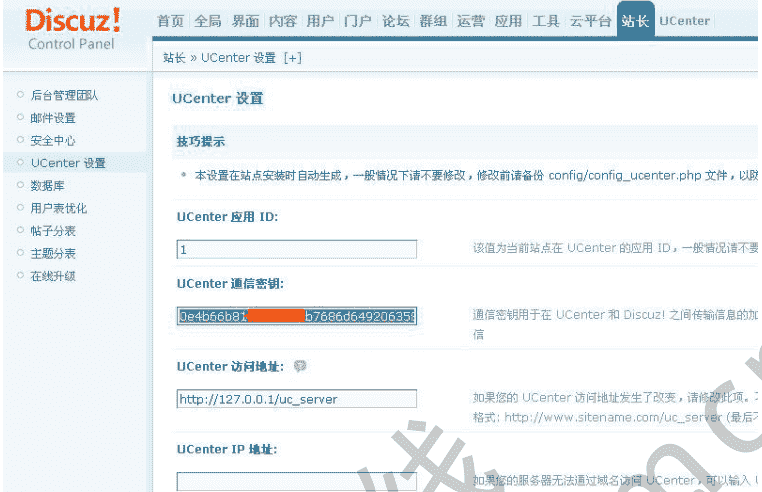 Discuz!
Control Panel
首页 全局 界面 内容 用户 门户 论坛 群组 运营 应用 工具 云平台 站长 UCenter
站长 » UCenter 设置 [+]
后台管理团队
邮件设置
安全中心
UCenter 设置
数据库
用户表优化
帖子分表
主题分表
在线升级
UCenter 设置
技巧提示
本设置在站点安装时自动生成，一般情况下请不要修改，修改前请备份 config/config_ucenter.php 文件，以防
UCenter 应用 ID:
1
该值为当前站点在 UCenter 的应用 ID，一般情况请不要
UCenter 通信密钥:
0e4b66b81 b7686d649206358
通信密钥用于在 UCenter 和 Discuz! 之间传输信息的加
信
UCenter 访问地址:
http://127.0.0.1/uc_server
如果您的 UCenter 访问地址发生了改变，请修改此项。不
格式: http://www.sitename.com/uc_server (最后不
UCenter IP 地址:
如果您的服务器无法通过域名访问 UCenter，可以输入 U